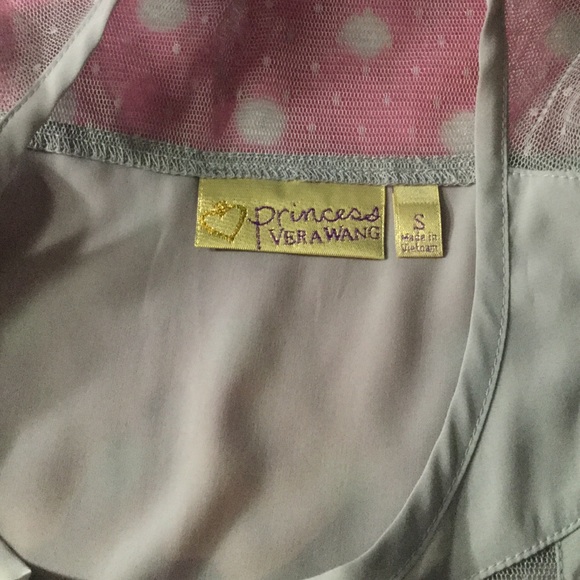 princess
VERA WANG
S
Made in
Vietnam